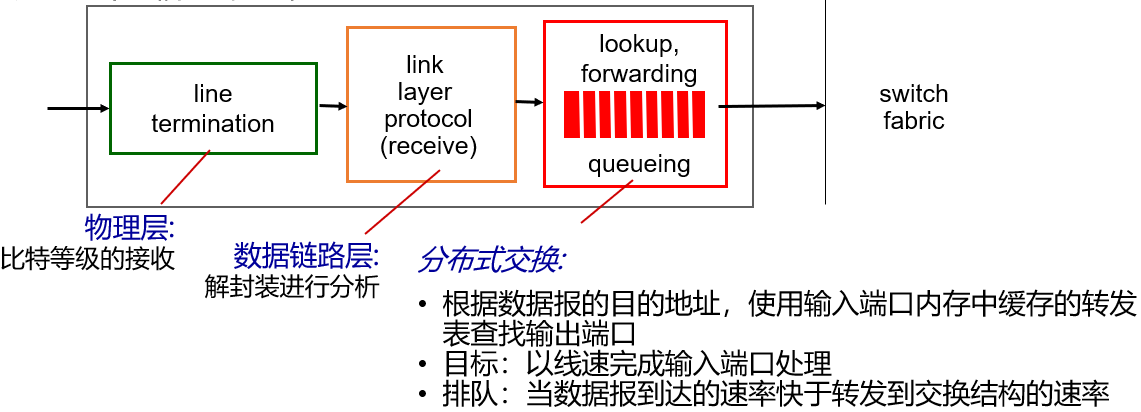 line
termination
link
layer
protocol
(receive)
lookup,
forwarding
queueing
switch
fabric
物理层:
比特等级的接收
数据链路层:
解封装进行分析
分布式交换:
• 根据数据报的目的地址，使用输入端口内存中缓存的转发
表查找输出端口
• 目标：以线速完成输入端口处理
• 排队：当数据报到达的速率快于转发到交换结构的速率